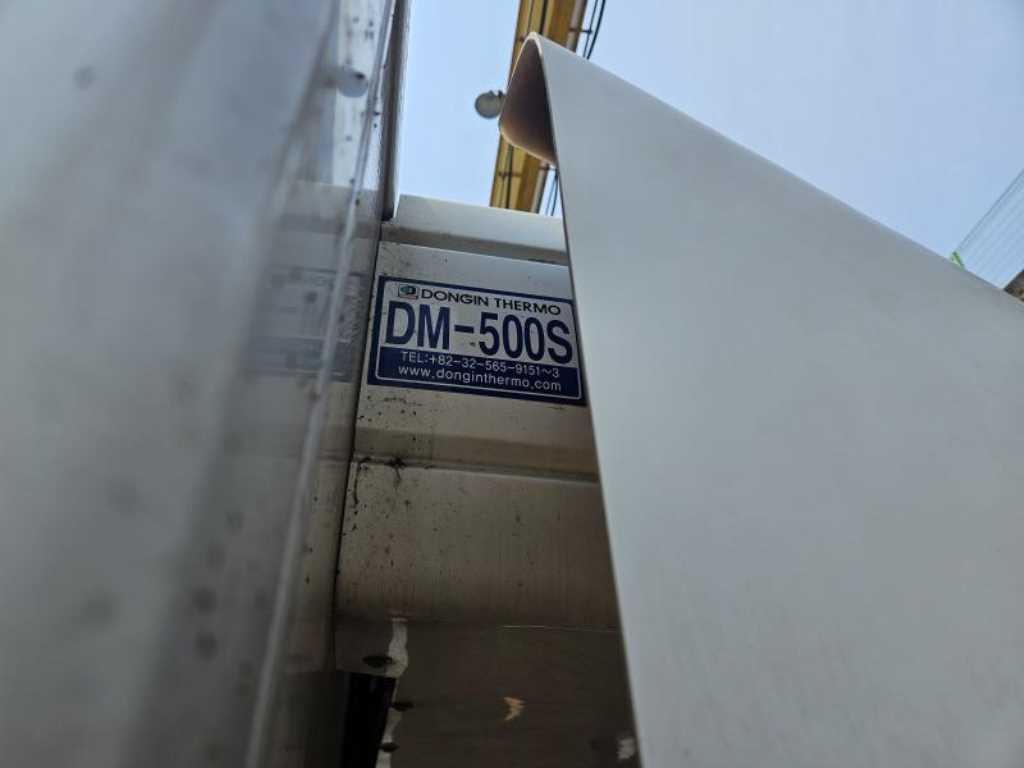 DONGIN THERMO
DM-500S
TEL:+82-32-565-9151~3
www.donginthermo.com